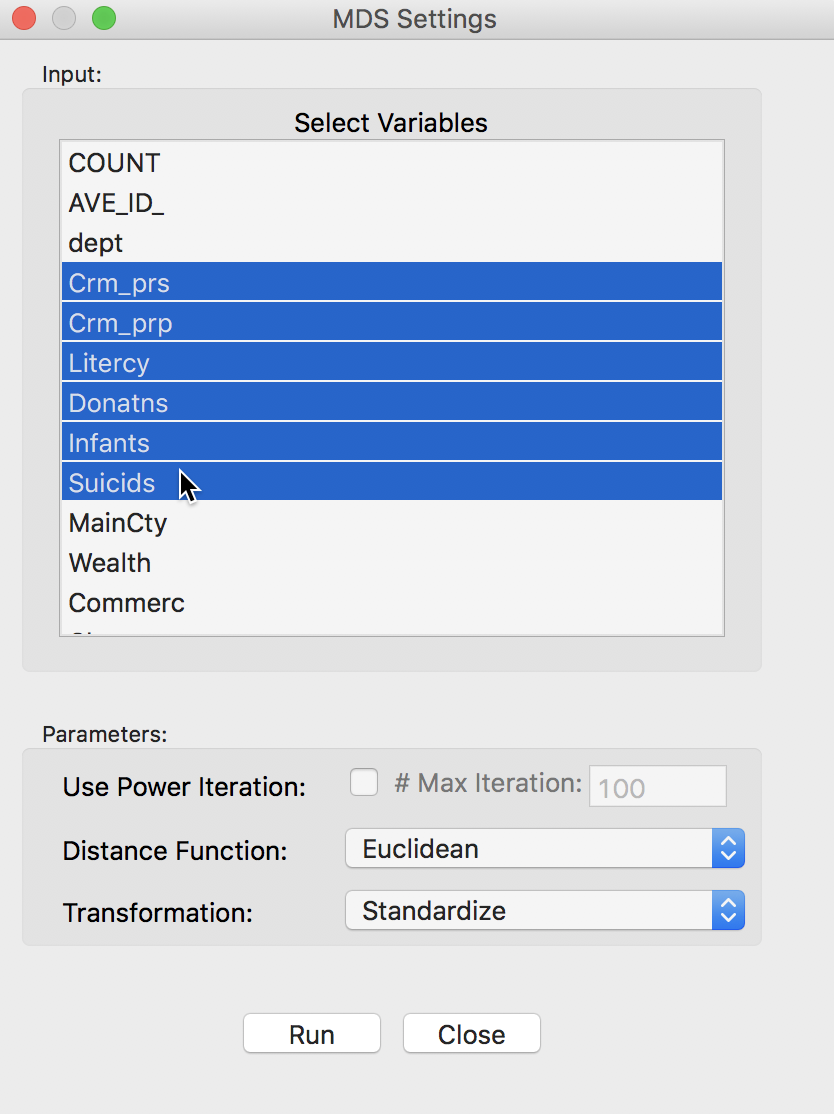 MDS Settings
Input:
Select Variables
COUNT
AVE_ID_
dept
Crm_prs
Crm_prp
Litercy
Donatns
Infants
Suicids
MainCty
Wealth
Commerc
Parameters:
Use Power Iteration: # Max Iteration: 100
Distance Function: Euclidean
Transformation: Standardize
Run Close